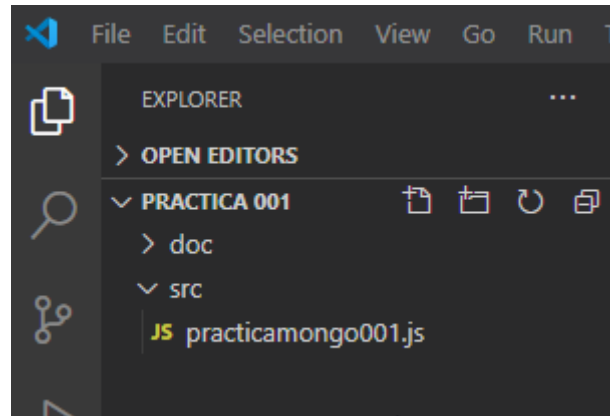 File Edit Selection View Go Run
EXPLORER
OPEN EDITORS
PRACTICA 001
doc
src
JS practicamongo001.js